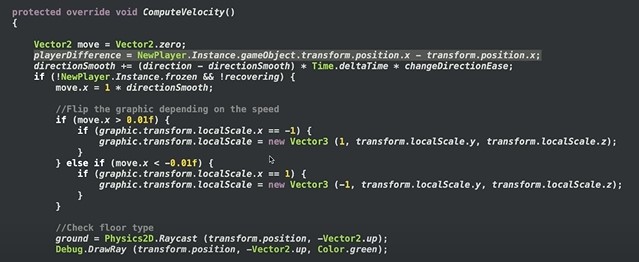 protected override void ComputeVelocity()
{
Vector2 move = Vector2.zero;
playerDifference = NewPlayer.Instance.gameObject.transform.position.x - transform.position.x;
directionSmooth += (direction - directionSmooth) * Time.deltaTime * changeDirectionEase;
if (!NewPlayer.Instance.frozen && !recovering) {
move.x = 1 * directionSmooth;
//Flip the graphic depending on the speed
if (move.x > 0.01f) {
if (graphic.transform.localScale.x == -1) {
graphic.transform.localScale = new Vector3 (1, transform.localScale.y, transform.localScale.z);
}
} else if (move.x < -0.01f) {
if (graphic.transform.localScale.x == 1) {
graphic.transform.localScale = new Vector3 (-1, transform.localScale.y, transform.localScale.z);
}
}
//Check floor type
ground = Physics2D.Raycast (transform.position, -Vector2.up);
Debug.DrawRay (transform.position, -Vector2.up, Color.green);